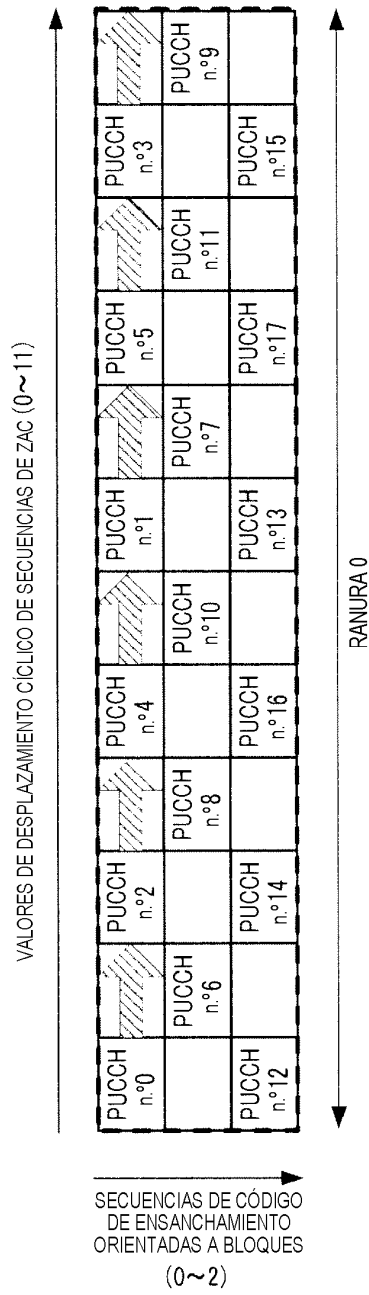 VALORES DE DESPLAZAMIENTO CÍCLICO DE SECUENCIAS DE ZAC (0~11)
PUCCH
n.º0
PUCCH
n.º2
PUCCH
n.º4
PUCCH
n.º1
PUCCH
n.º5
PUCCH
n.º3
PUCCH
n.º6
PUCCH
n.º8
PUCCH
n.º10
PUCCH
n.º7
PUCCH
n.º11
PUCCH
n.º9
PUCCH
n.º12
PUCCH
n.º14
PUCCH
n.º16
PUCCH
n.º13
PUCCH
n.º17
PUCCH
n.º15
RANURA 0
SECUENCIAS DE CÓDIGO
DE ENSANCHAMIENTO
ORIENTADAS A BLOQUES
(0~2)